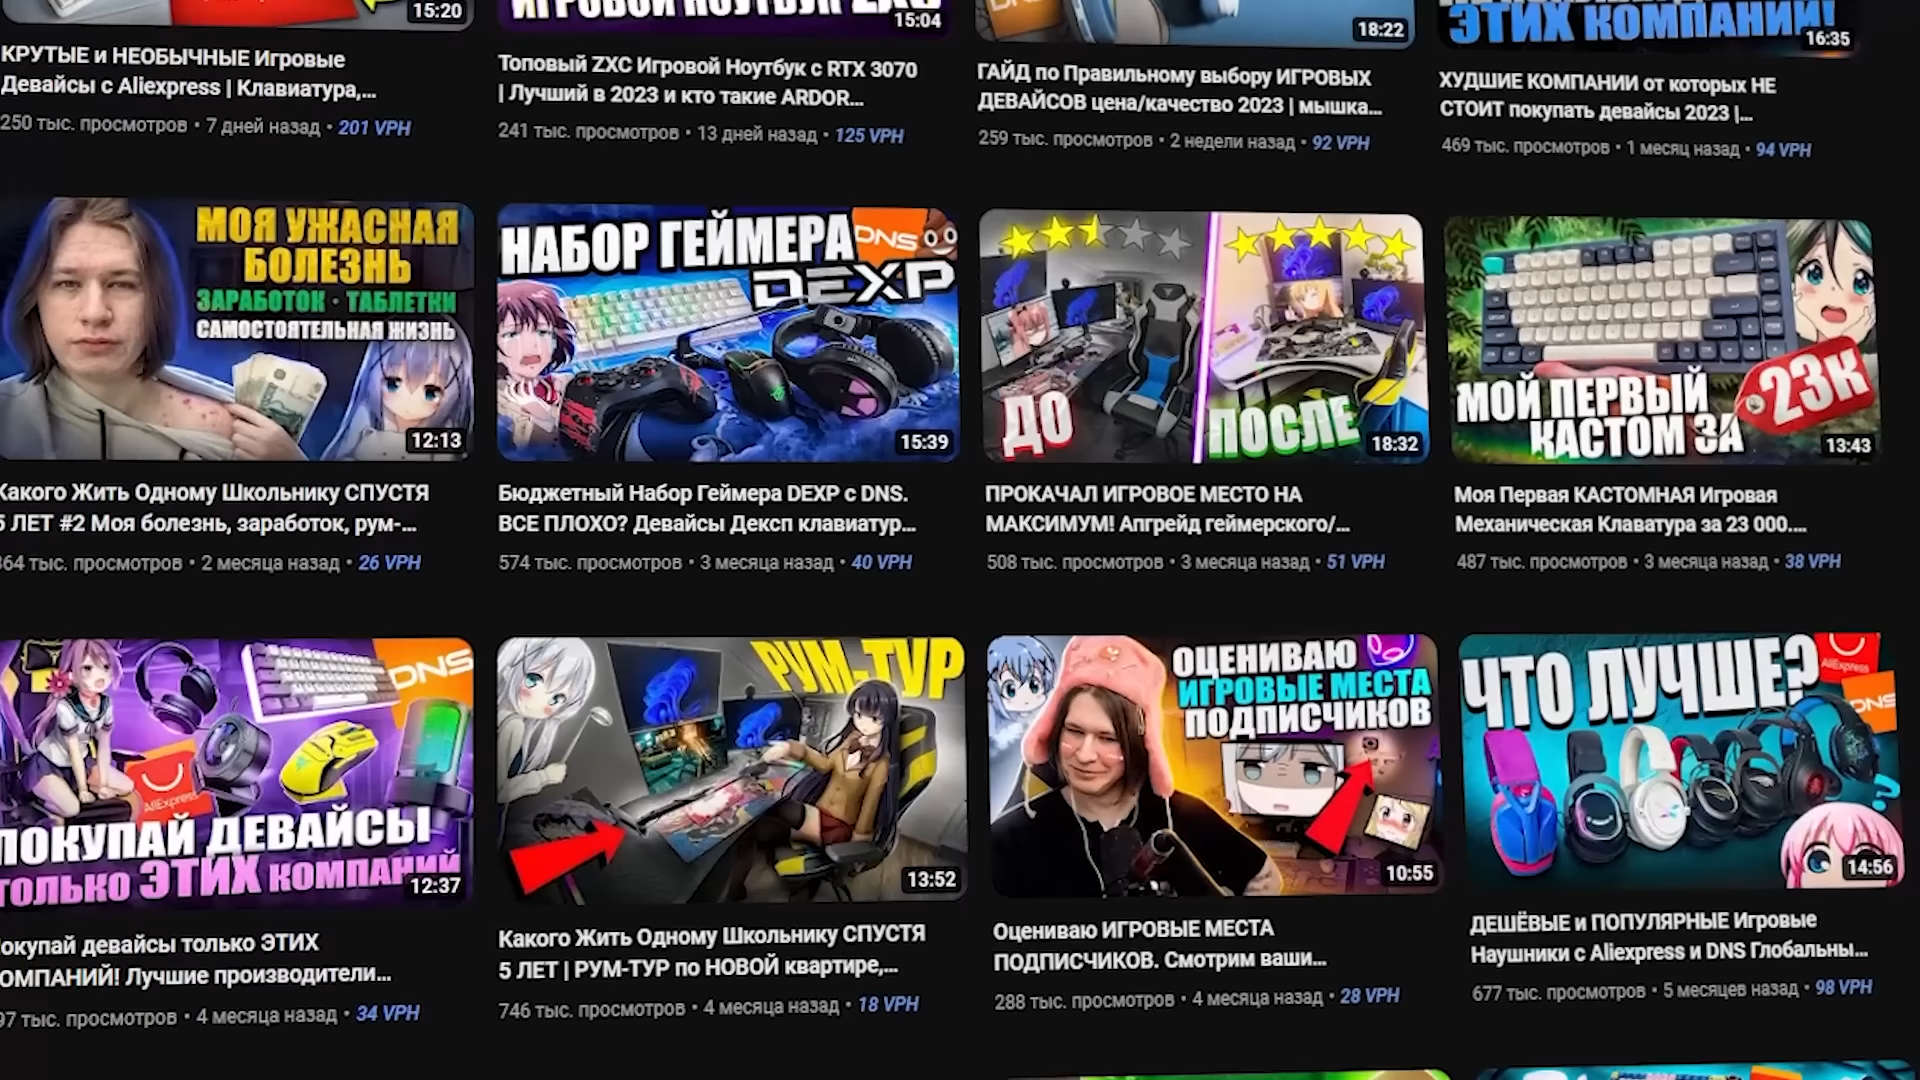 15:20
ИГРОВОЙ НОУТБУК ZXC
15:04
18:22
ЭТИХ КОМПАНИЙ!
16:35
КРУТЫЕ и НЕОБЫЧНЫЕ Игровые
Девайсы с Aliexpress | Клавиатура,...
250 тыс. просмотров • 7 дней назад • 201 VPH
Топовый ZXC Игровой Ноутбук с RTX 3070
| Лучший в 2023 и кто такие ARDOR...
241 тыс. просмотров • 13 дней назад • 125 VPH
ГАЙД по Правильному выбору ИГРОВЫХ
ДЕВАЙСОВ цена/качество 2023 | мышка...
259 тыс. просмотров • 2 недели назад • 92 VPH
ХУДШИЕ КОМПАНИИ от которых НЕ
СТОИТ покупать девайсы 2023 |...
469 тыс. просмотров • 1 месяц назад • 94 VPH
МОЯ УЖАСНАЯ
БОЛЕЗНЬ
ЗАРАБОТОК · ТАБЛЕТКИ
САМОСТОЯТЕЛЬНАЯ ЖИЗНЬ
12:13
НАБОР ГЕЙМЕРА
DNS
DEXP
15:39
ДО
ПОСЛЕ
18:32
МОЙ ПЕРВЫЙ
КАСТОМ ЗА
23К
13:43
Какого Жить Одному Школьнику СПУСТЯ
5 ЛЕТ #2 Моя болезнь, заработок, рум-...
364 тыс. просмотров • 2 месяца назад • 26 VPH
Бюджетный Набор Геймера DEXP с DNS.
ВСЕ ПЛОХО? Девайсы Дексп клавиатур...
574 тыс. просмотров • 3 месяца назад • 40 VPH
ПРОКАЧАЛ ИГРОВОЕ МЕСТО НА
МАКСИМУМ! Апгрейд геймерского/...
508 тыс. просмотров • 3 месяца назад • 51 VPH
Моя Первая КАСТОМНАЯ Игровая
Механическая Клаватура за 23 000....
487 тыс. просмотров • 3 месяца назад • 38 VPH
DNS
AliExpress
ПОКУПАЙ ДЕВАЙСЫ
ТОЛЬКО ЭТИХ КОМПАНИЙ
12:37
РУМ-ТУР
13:52
ОЦЕНИВАЮ
ИГРОВЫЕ МЕСТА
ПОДПИСЧИКОВ
10:55
ЧТО ЛУЧШЕ?
AliExpress
DNS
14:56
окупай девайсы только ЭТИХ
ОМПАНИЙ! Лучшие производители...
97 тыс. просмотров • 4 месяца назад • 34 VPH
Какого Жить Одному Школьнику СПУСТЯ
5 ЛЕТ | РУМ-ТУР по НОВОЙ квартире,...
746 тыс. просмотров • 4 месяца назад • 18 VPH
Оцениваю ИГРОВЫЕ МЕСТА
ПОДПИСЧИКОВ. Смотрим ваши...
288 тыс. просмотров • 4 месяца назад • 28 VPH
ДЕШЁВЫЕ и ПОПУЛЯРНЫЕ Игровые
Наушники с Aliexpress и DNS Глобальны...
677 тыс. просмотров • 5 месяцев назад • 98 VPH